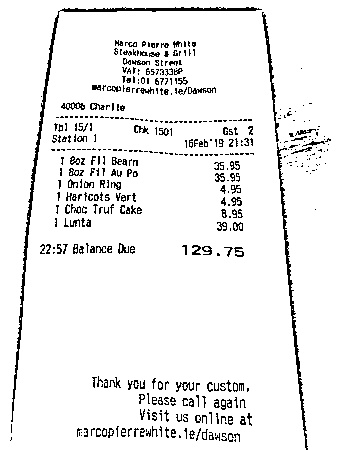 Marco Pierre White
Steakhouse & Grill
Dawson Street
VAT: 6573338P
Tel:01 6771155
marcopierrewhite.ie/Dawson
40006 Charlie
Tbl 15/1 Chk 1501 Gst 2
Station 1 16Feb'19 21:31
1 8oz Fil Bearn 35.95
1 8oz Fil Au Po 35.95
1 Onion Ring 4.95
1 Haricots Vert 4.95
1 Choc Truf Cake 8.95
1 Lunta 39.00
22:57 Balance Due 129.75
Thank you for your custom.
Please call again
Visit us online at
marcopierrewhite.ie/dawson